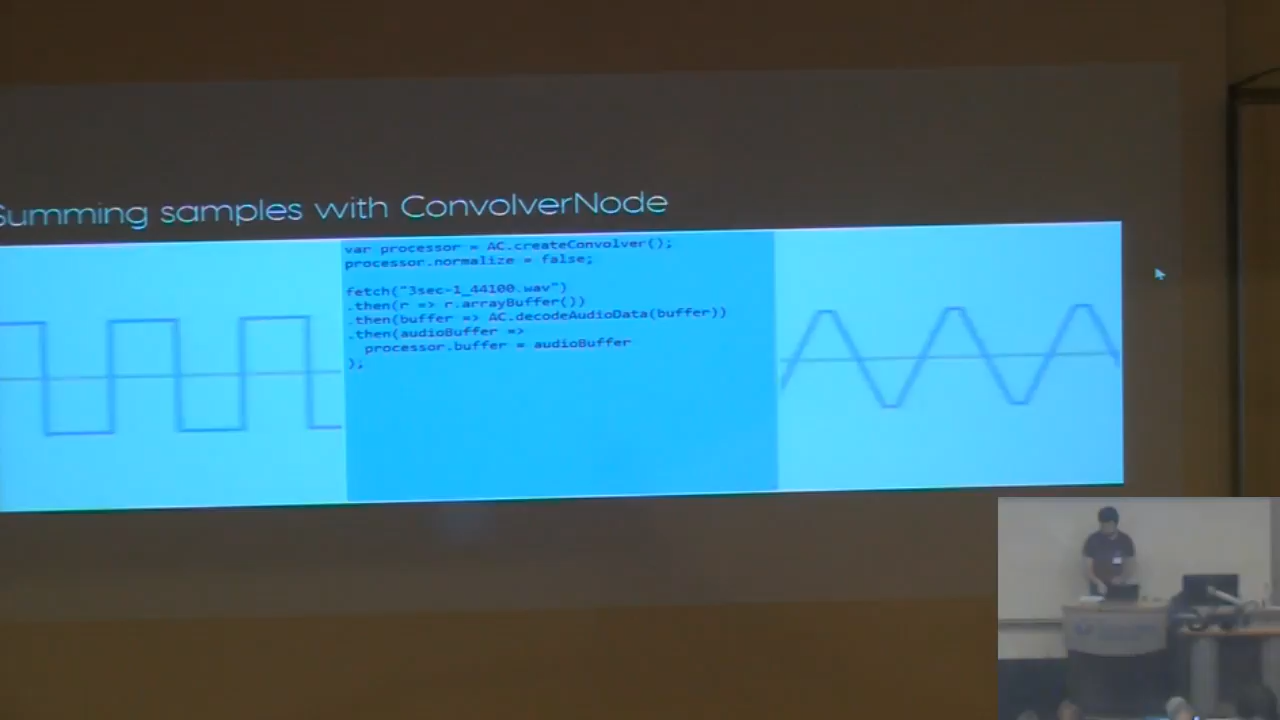 Summing samples with ConvolverNode
var processor = AC.createConvolver();
processor.normalize = false;
fetch("3sec-1_44100.wav")
.then(r => r.arrayBuffer())
.then(buffer => AC.decodeAudioData(buffer))
.then(audioBuffer =>
processor.buffer = audioBuffer
);